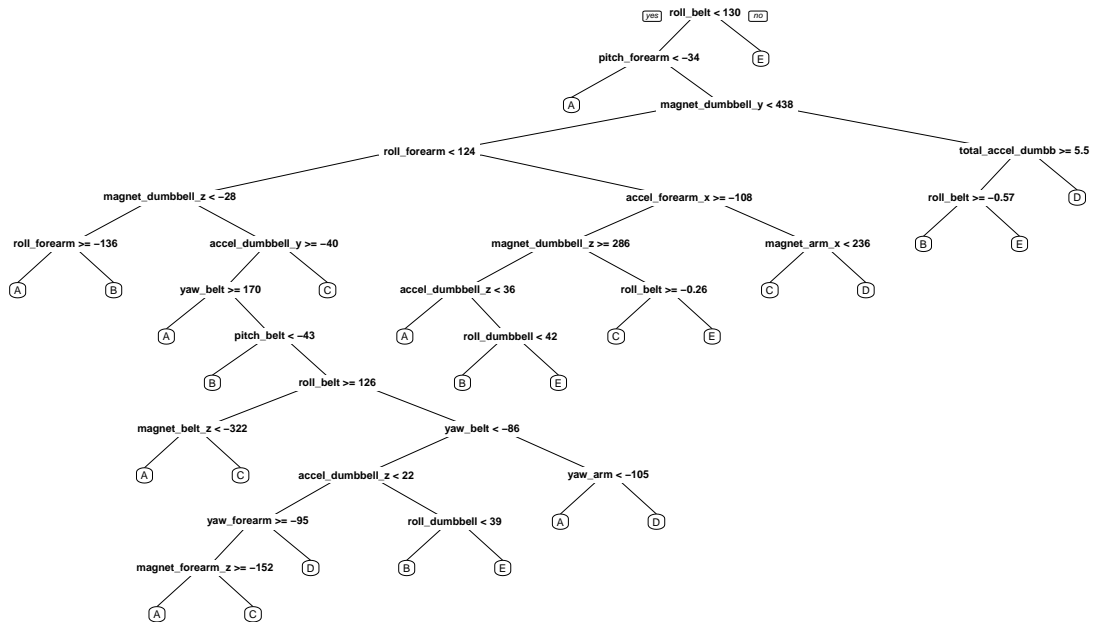 yes roll_belt < 130 no
pitch_forearm < −34 E
A magnet_dumbbell_y < 438
roll_forearm < 124 total_accel_dumbb >= 5.5
magnet_dumbbell_z < −28 accel_forearm_x >= −108 roll_belt >= −0.57 D
roll_forearm >= −136 accel_dumbbell_y >= −40 magnet_dumbbell_z >= 286 magnet_arm_x < 236 B E
A B yaw_belt >= 170 C accel_dumbbell_z < 36 roll_belt >= −0.26 C D
A pitch_belt < −43 A roll_dumbbell < 42 C E
B roll_belt >= 126 B E
magnet_belt_z < −322 yaw_belt < −86
A C accel_dumbbell_z < 22 yaw_arm < −105
yaw_forearm >= −95 roll_dumbbell < 39 A D
magnet_forearm_z >= −152 D B E
A C